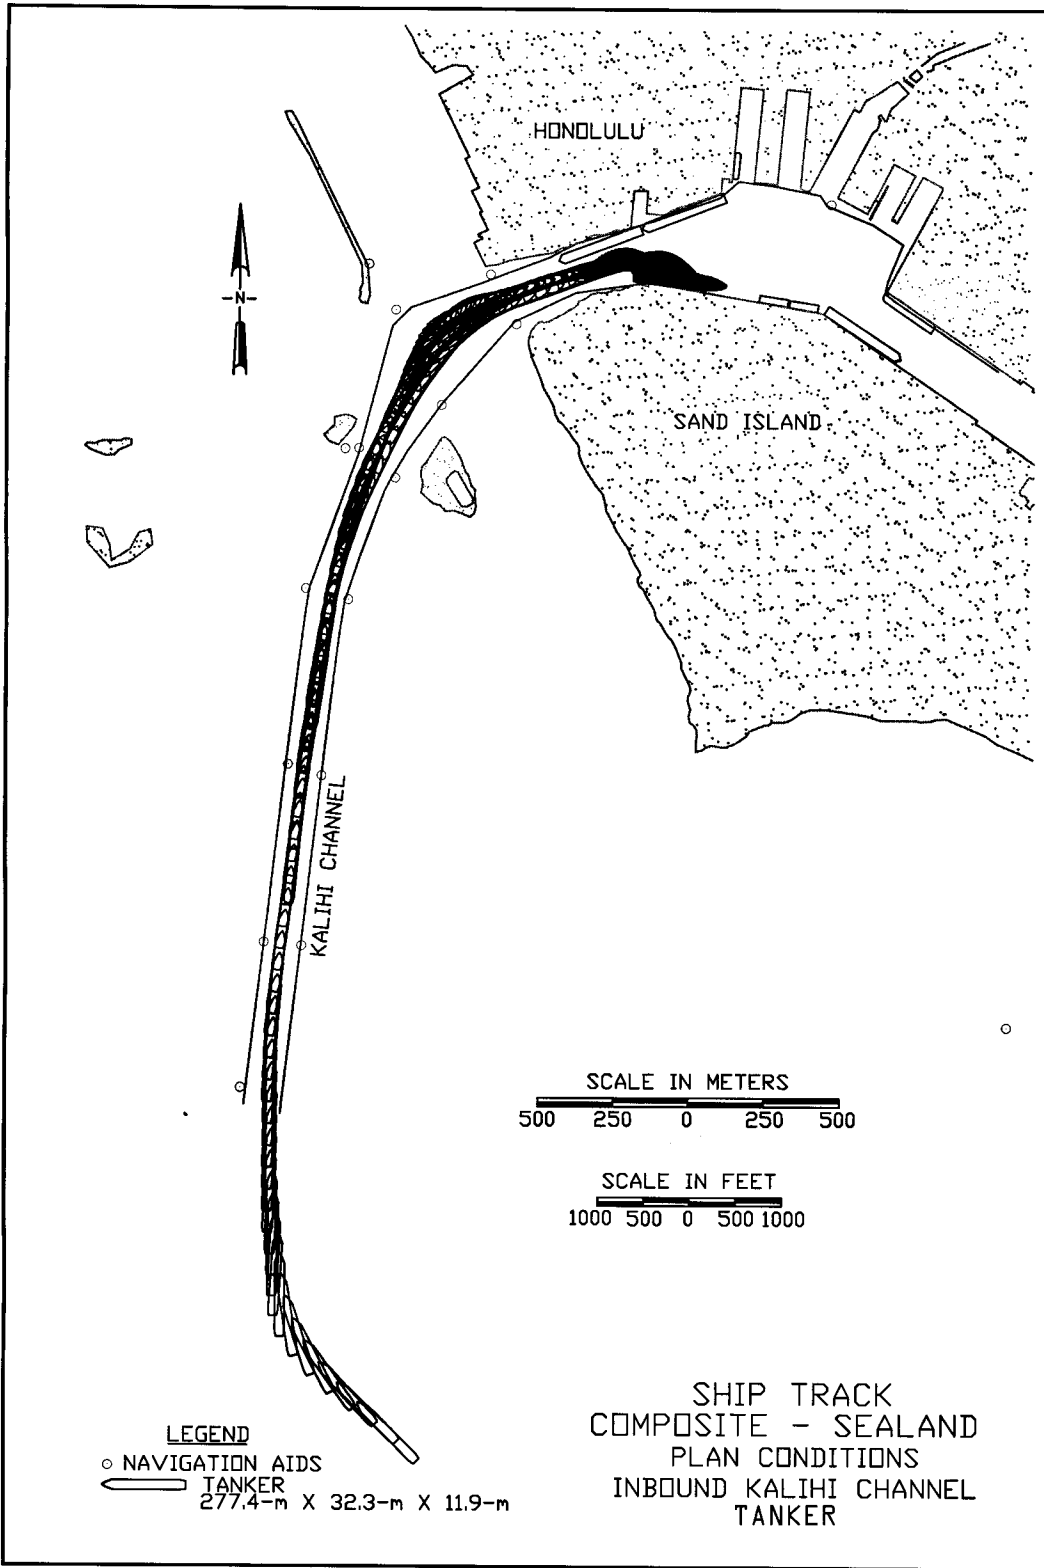 HONOLULU
-N-
SAND ISLAND
KALIHI CHANNEL
SCALE IN METERS
500 250 0 250 500
SCALE IN FEET
1000 500 0 500 1000
SHIP TRACK
COMPOSITE - SEALAND
PLAN CONDITIONS
INBOUND KALIHI CHANNEL
TANKER
LEGEND
NAVIGATION AIDS
TANKER
277.4-m X 32.3-m X 11.9-m